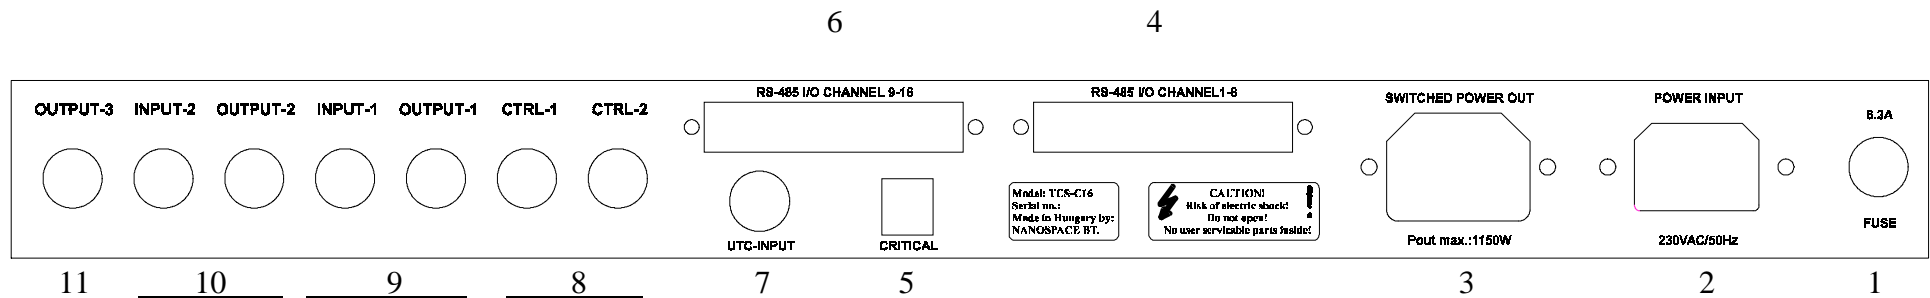 6 4
OUTPUT-3 INPUT-2 OUTPUT-2 INPUT-1 OUTPUT-1 CTRL-1 CTRL-2
RS-485 I/O CHANNEL 9-16
RS-485 I/O CHANNEL1-8
SWITCHED POWER OUT
POWER INPUT
6.3A
UTC-INPUT
CRITICAL
Model: TCS-C16
Serial no.:
Made in Hungary by:
NANOSPACE BT.
CAUTION!
Risk of electric shock!
Do not open!
No user servicable parts inside!
!
Pout max.:1150W
230VAC/50Hz
FUSE
11 10 9 8 7 5 3 2 1